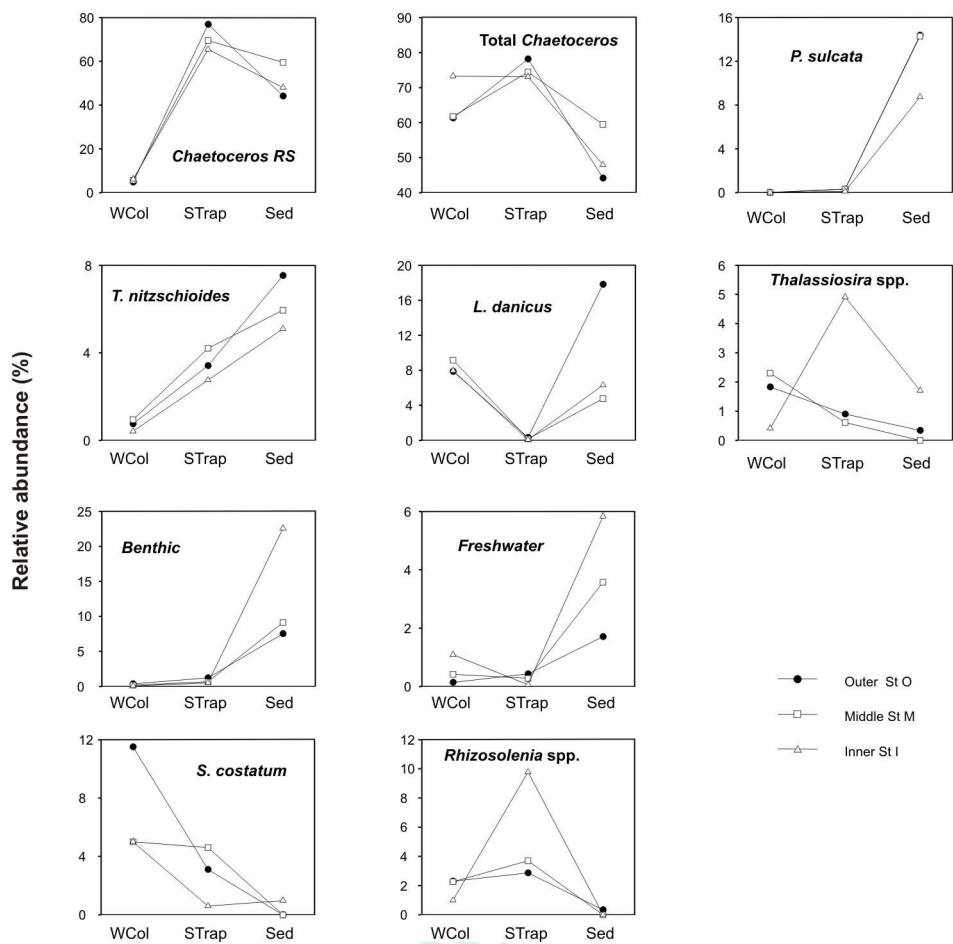 Relative abundance (%)
80
60
40
20
0
Chaetoceros RS
WCol STrap Sed
90
80
70
60
50
40
Total Chaetoceros
WCol STrap Sed
16
12
8
4
0
P. sulcata
WCol STrap Sed
8
4
0
T. nitzschioides
WCol STrap Sed
20
16
12
8
4
0
L. danicus
WCol STrap Sed
6
5
4
3
2
1
0
Thalassiosira spp.
WCol STrap Sed
25
20
15
10
5
0
Benthic
WCol STrap Sed
6
4
2
0
Freshwater
WCol STrap Sed
12
8
4
0
S. costatum
WCol STrap Sed
12
10
8
6
4
2
0
Rhizosolenia spp.
WCol STrap Sed
Outer St O
Middle St M
Inner St I